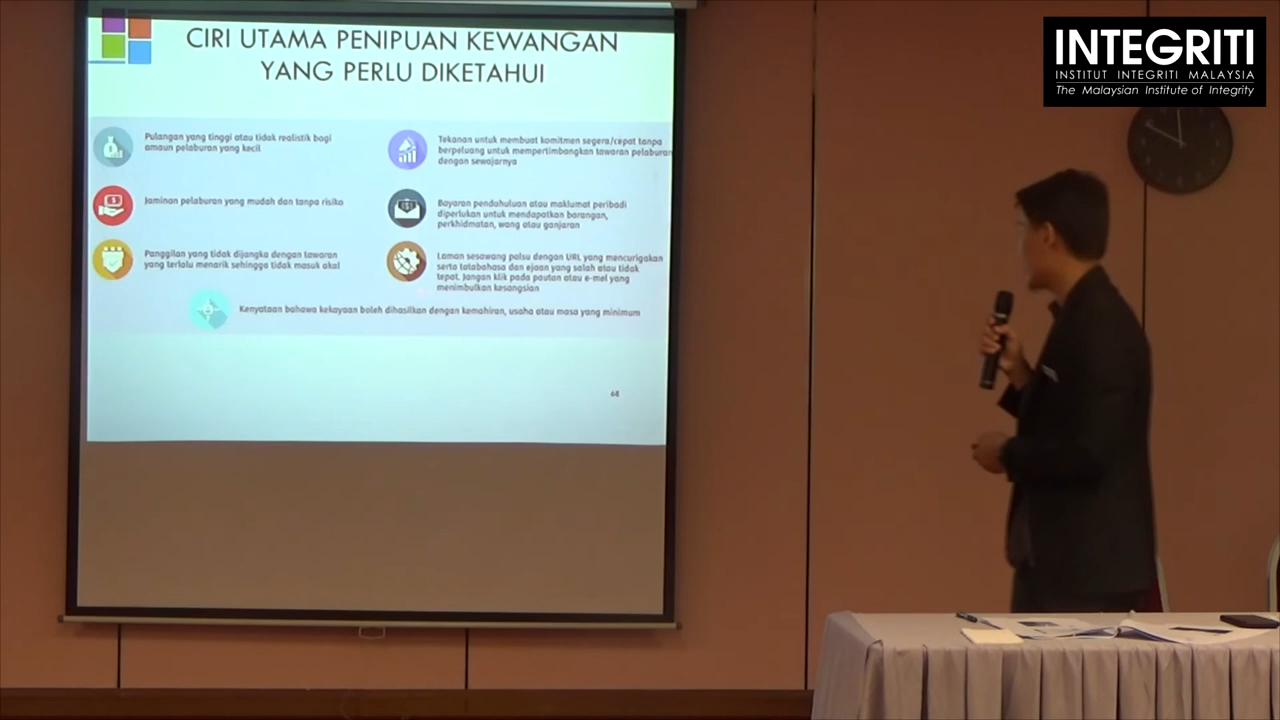 CIRI UTAMA PENIPUAN KEWANGAN
YANG PERLU DIKETAHUI
Pulangan yang tinggi atau tidak realistik bagi
amaun pelaburan yang kecil
Jaminan pelaburan yang mudah dan tanpa risiko
Panggilan yang tidak dijangka dengan tawaran
yang terlalu menarik sehingga tidak masuk akal
Tekanan untuk membuat komitmen segera/cepat tanpa
berpeluang untuk mempertimbangkan tawaran pelaburan
dengan sewajarnya
Bayaran pendahuluan atau maklumat peribadi
diperlukan untuk mendapatkan barangan,
perkhidmatan, wang atau ganjaran
Laman sesawang palsu dengan URL yang mencurigakan
serta tatabahasa dan ejaan yang salah atau tidak
tepat. Jangan klik pada pautan atau e-mel yang
menimbulkan kesangsian
Kenyataan bahawa kekayaan boleh dihasilkan dengan kemahiran, usaha atau masa yang minimum
68
INTEGRITI
INSTITUT INTEGRITI MALAYSIA
The Malaysian Institute of Integrity